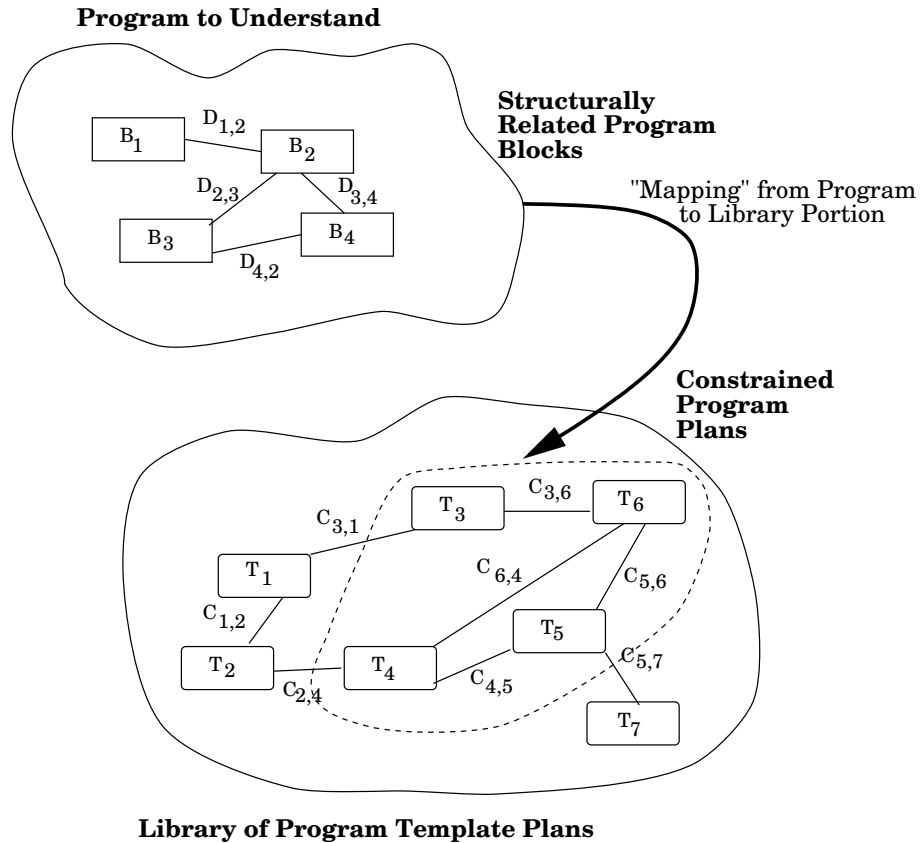 Program to Understand
Structurally
Related Program
Blocks
D1,2
B1
B2
D2,3
D3,4
B3
B4
D4,2
"Mapping" from Program
to Library Portion
Constrained
Program
Plans
C3,6
T3
T6
C3,1
T1
C6,4
C5,6
C1,2
T5
T2
T4
C5,7
C2,4
C4,5
T7
Library of Program Template Plans